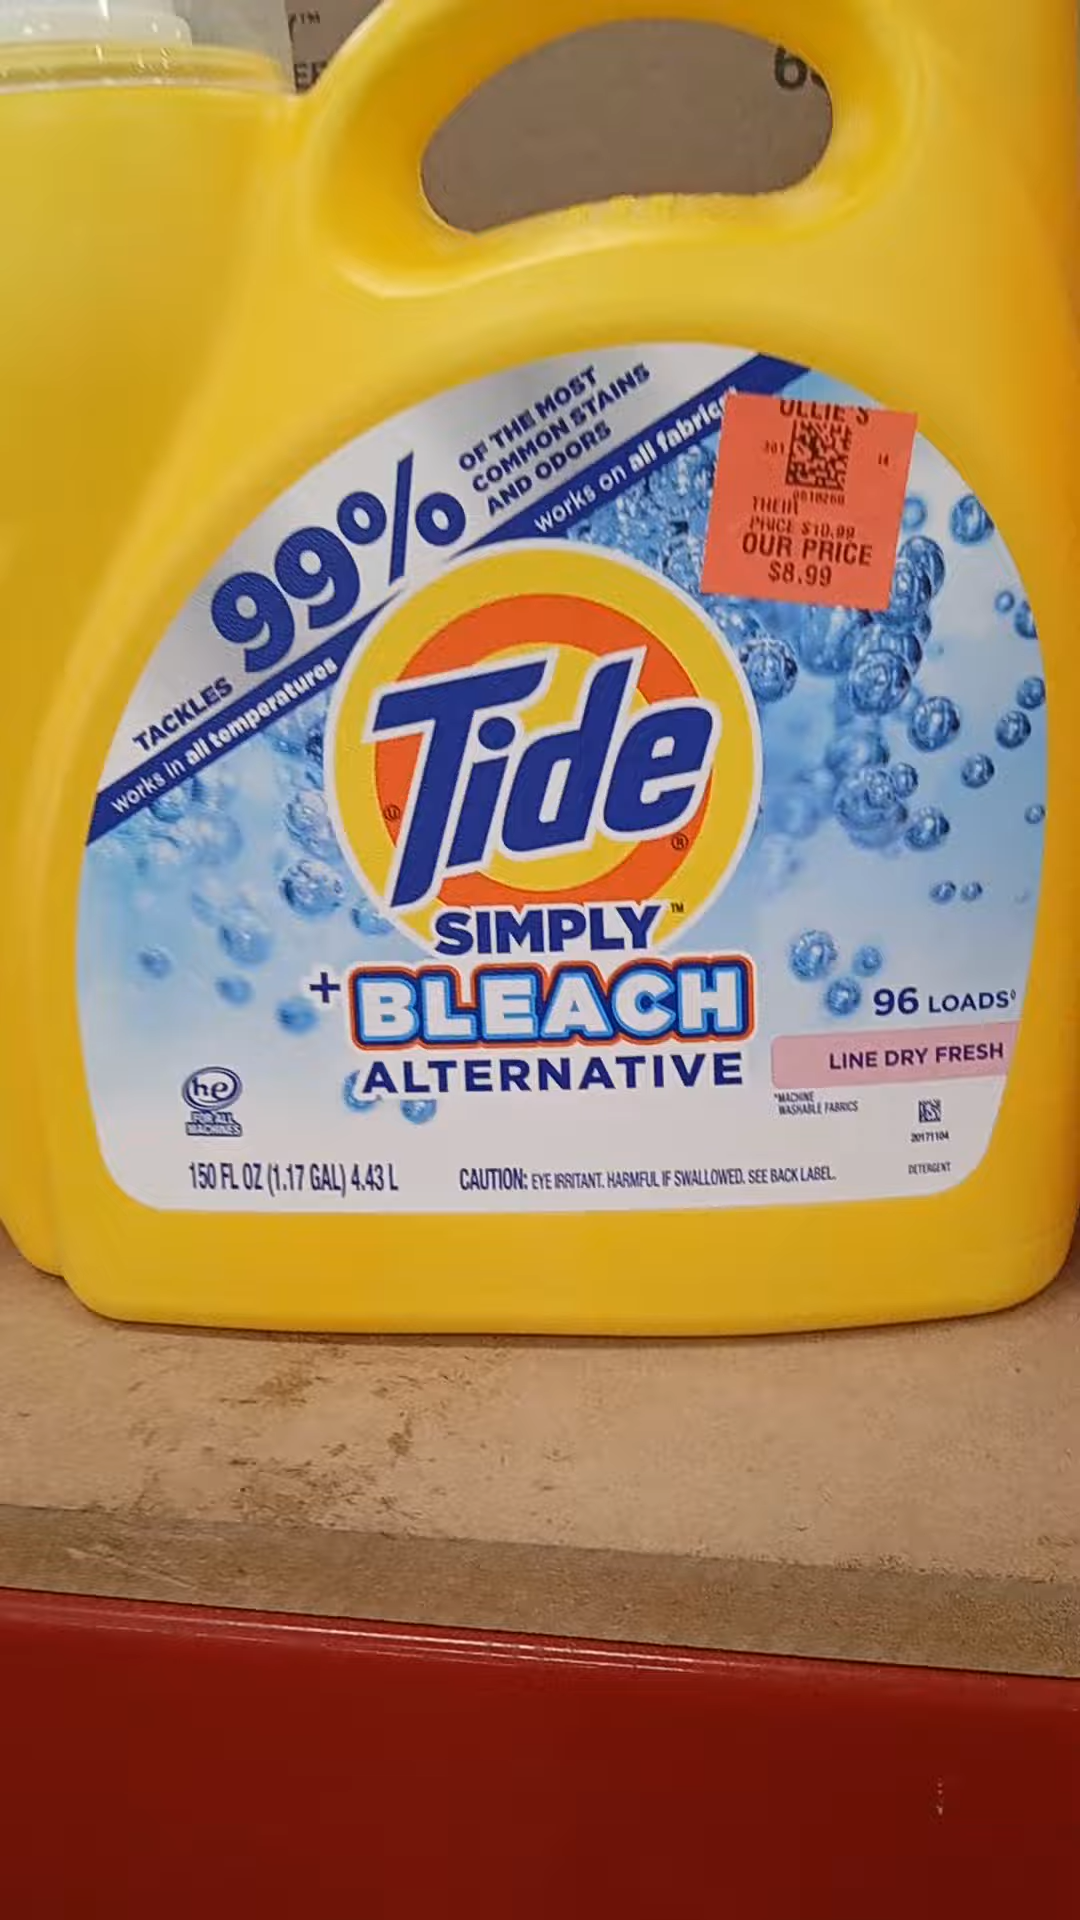 OF THE MOST
COMMON STAINS
AND ODORS
99%
TACKLES
works on all fabrics*
works in all temperatures
OLLIE'S
14
THEIR
PRICE $10.99
OUR PRICE
$8.99
Tide
®
SIMPLY™
+BLEACH
ALTERNATIVE
96 LOADS◊
LINE DRY FRESH
*MACHINE
WASHABLE FABRICS
he
FOR ALL
MACHINES
20171104
DETERGENT
150 FL OZ (1.17 GAL) 4.43 L
CAUTION: EYE IRRITANT. HARMFUL IF SWALLOWED. SEE BACK LABEL.